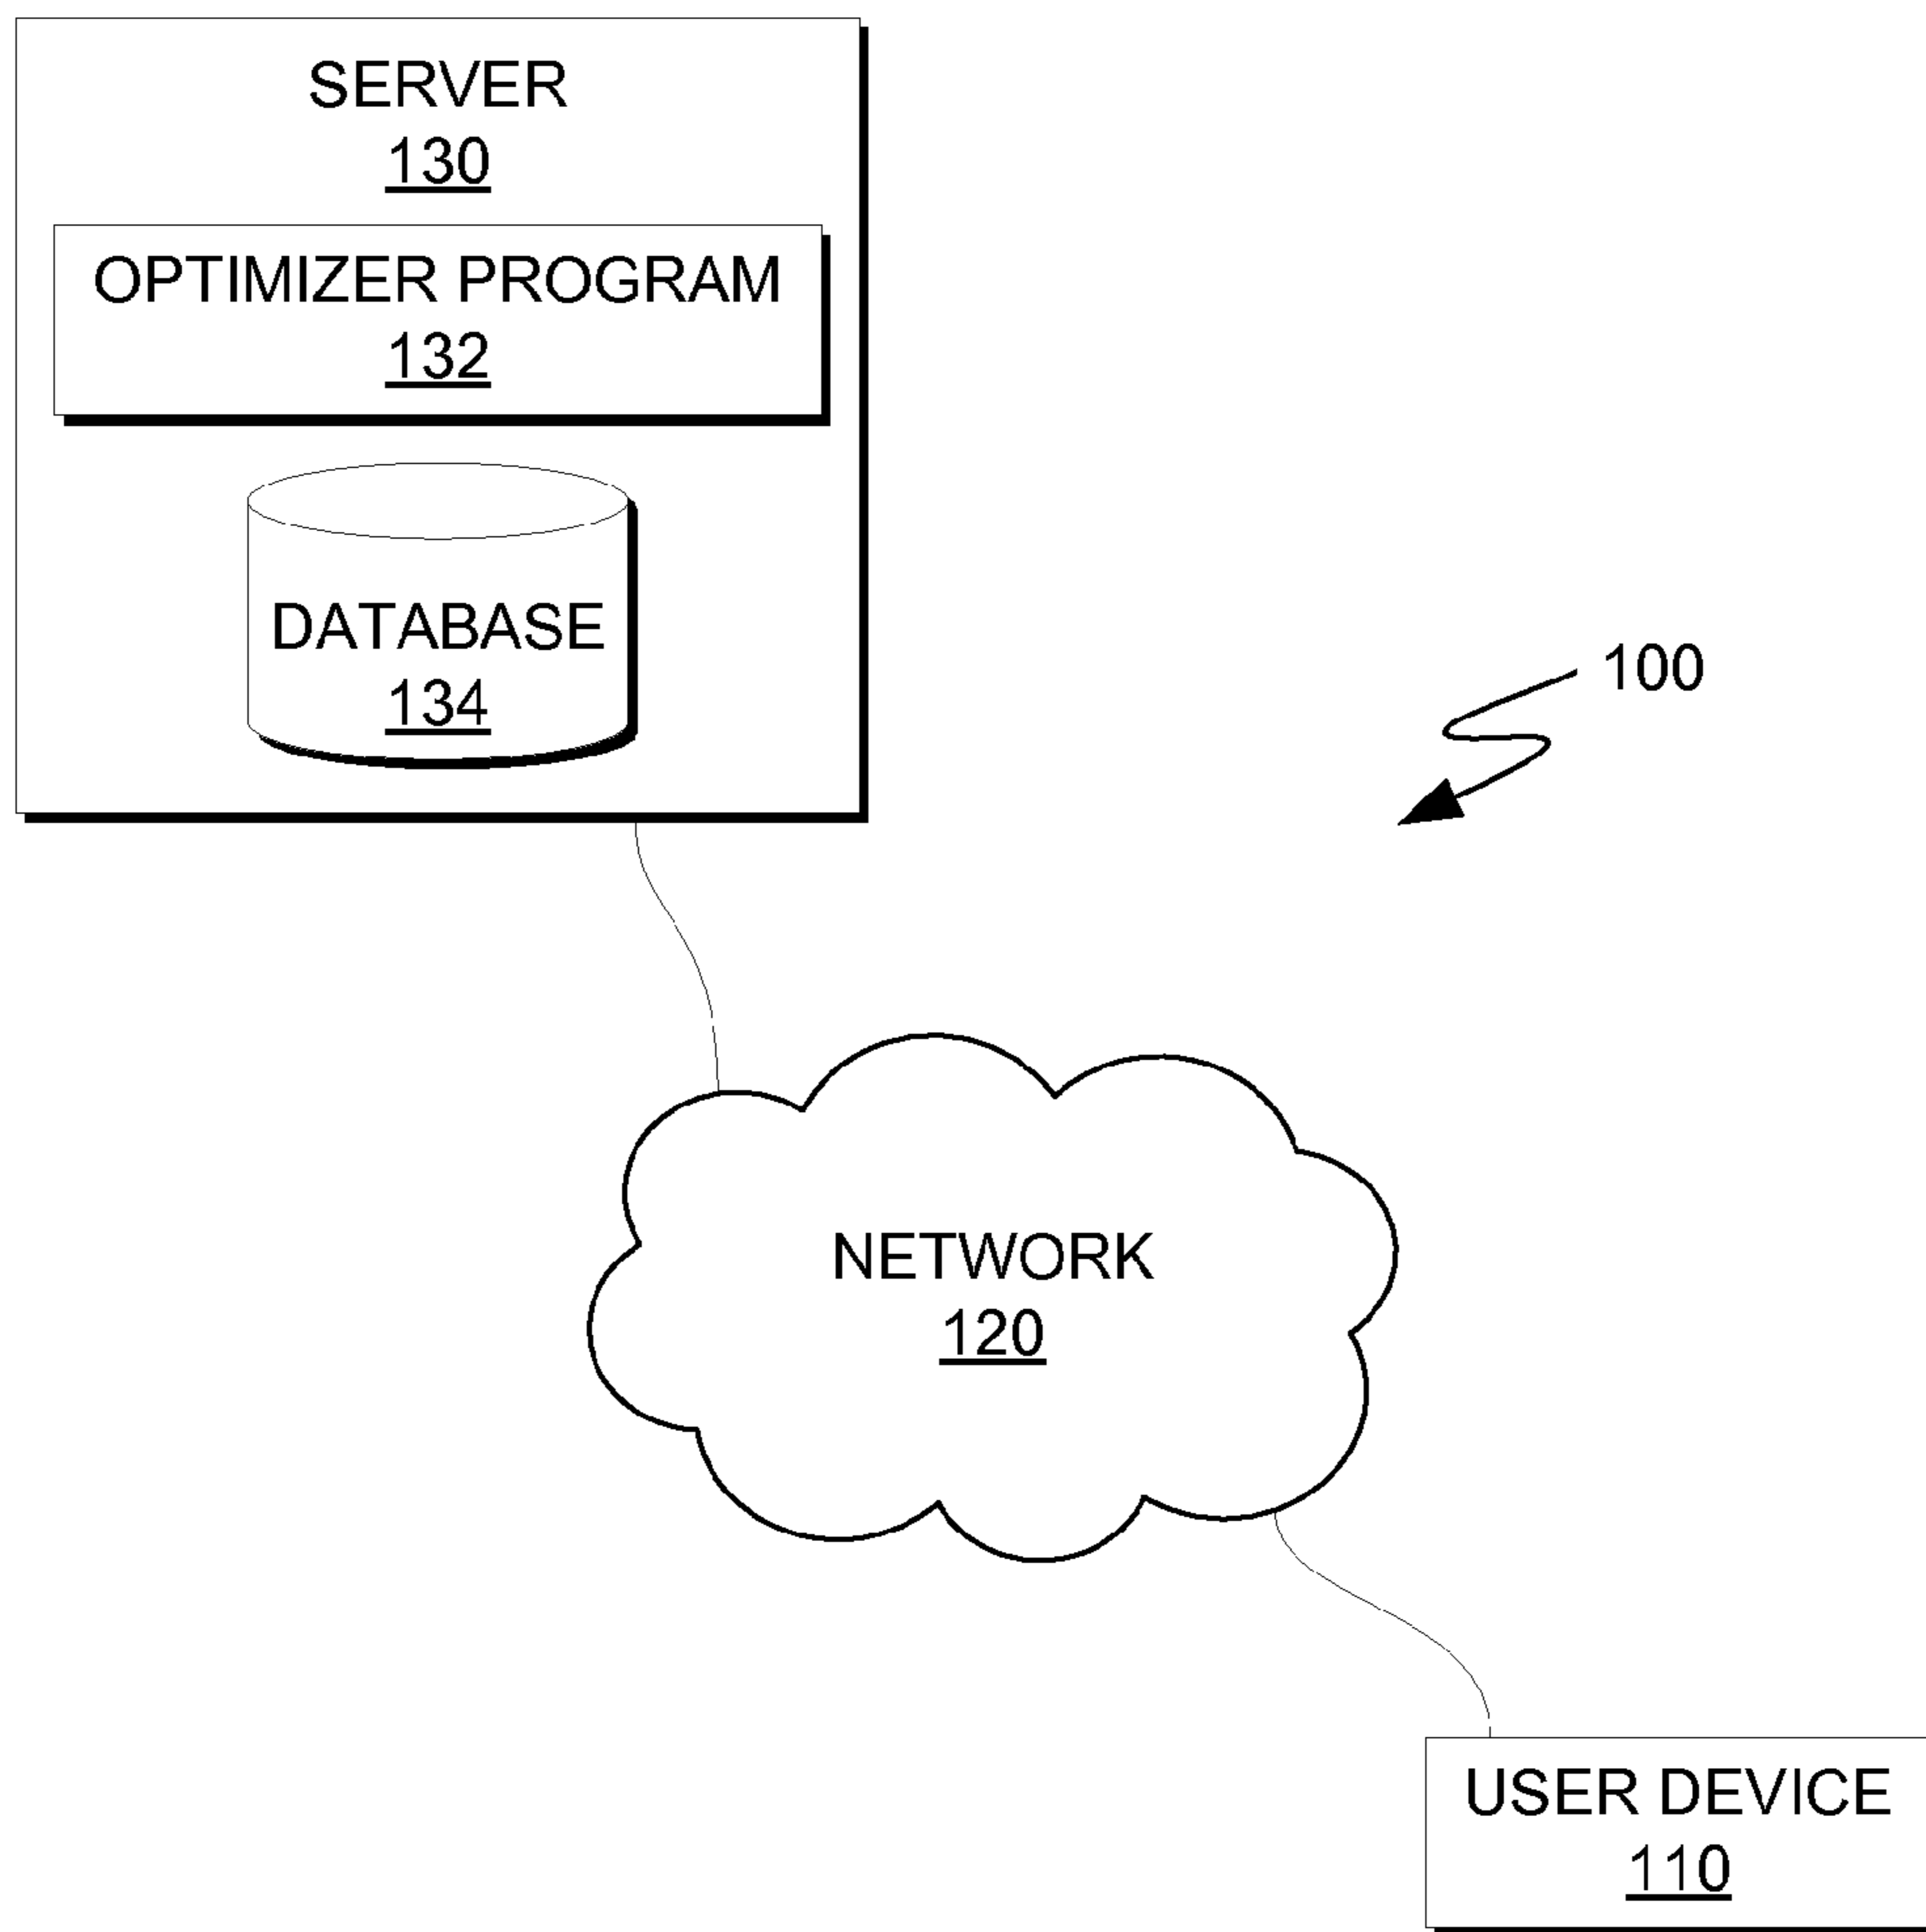 SERVER
130
OPTIMIZER PROGRAM
132
DATABASE
134
100
NETWORK
120
USER DEVICE
110